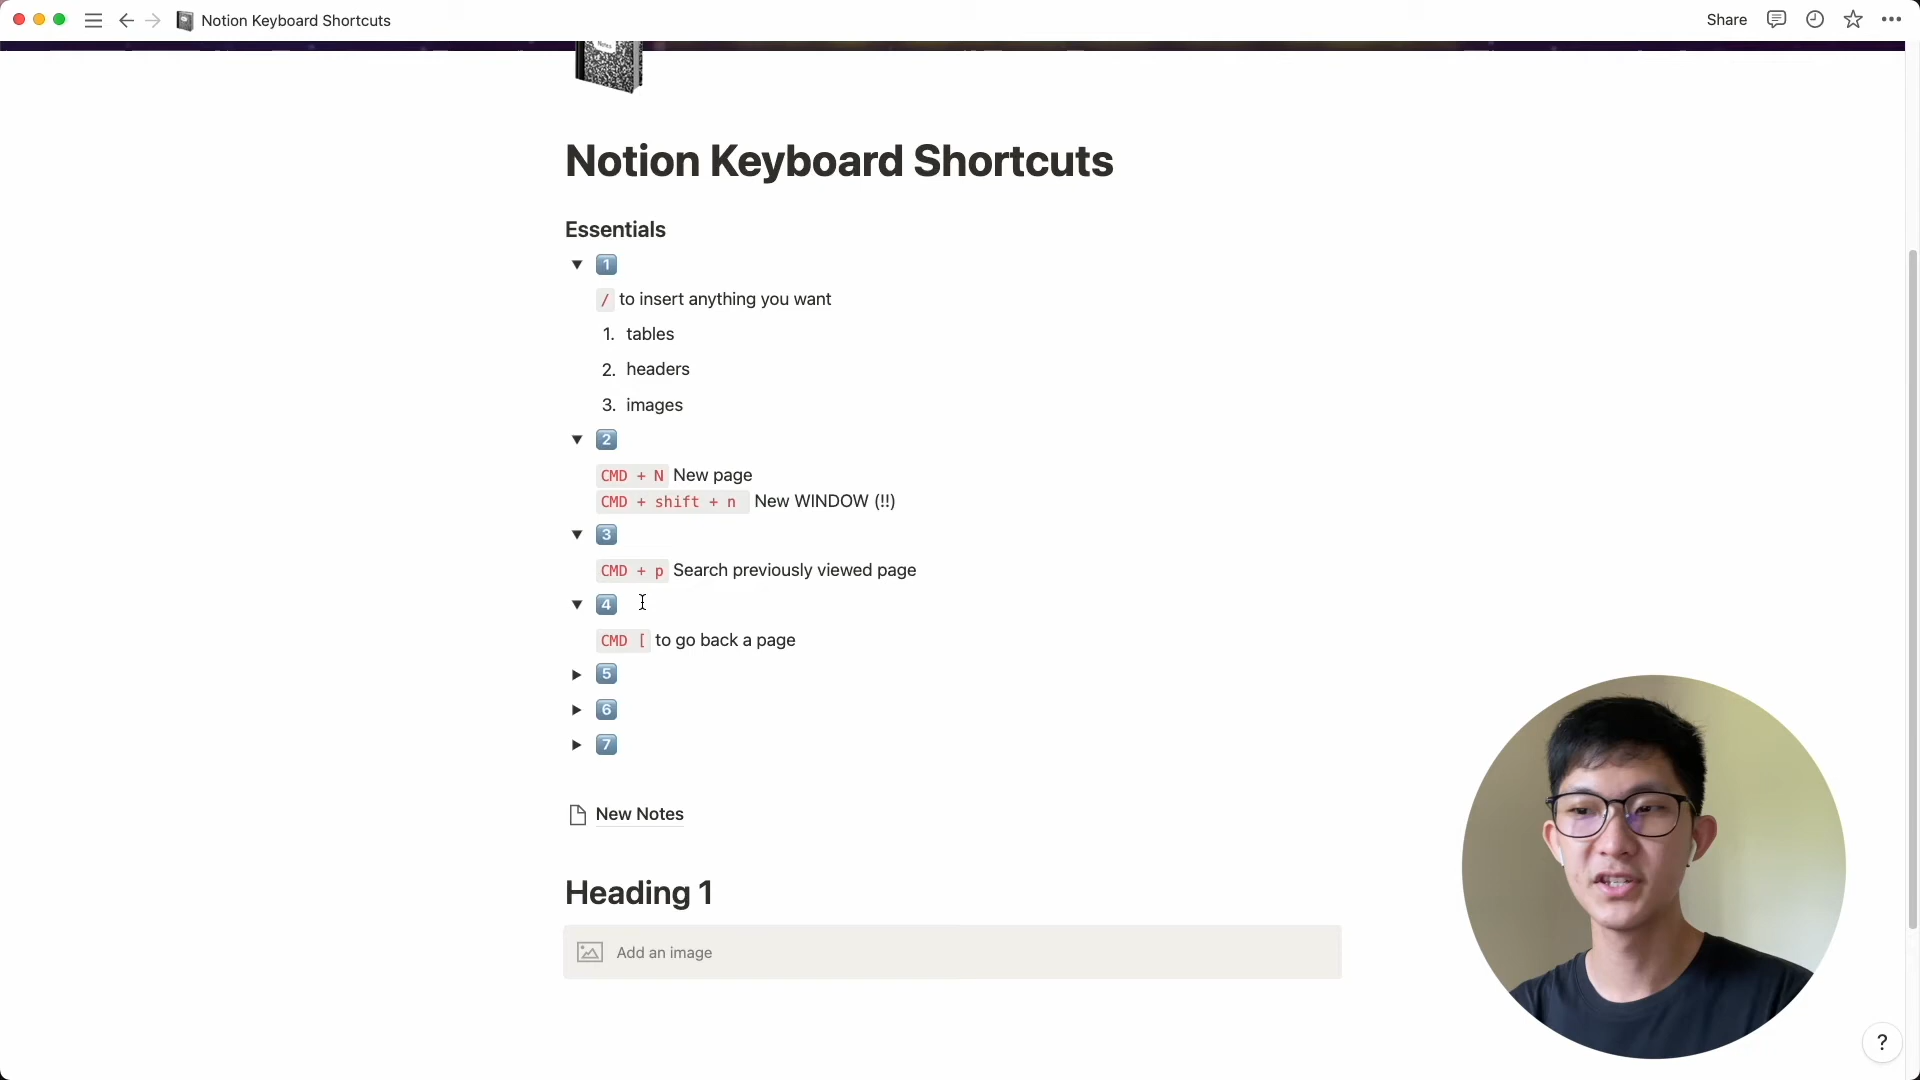 Notion Keyboard Shortcuts
Share
Notes
Notion Keyboard Shortcuts
Essentials
1
/ to insert anything you want
1. tables
2. headers
3. images
2
CMD + N New page
CMD + shift + n New WINDOW (!!)
3
CMD + p Search previously viewed page
4
CMD [ to go back a page
5
6
7
New Notes
Heading 1
Add an image
?